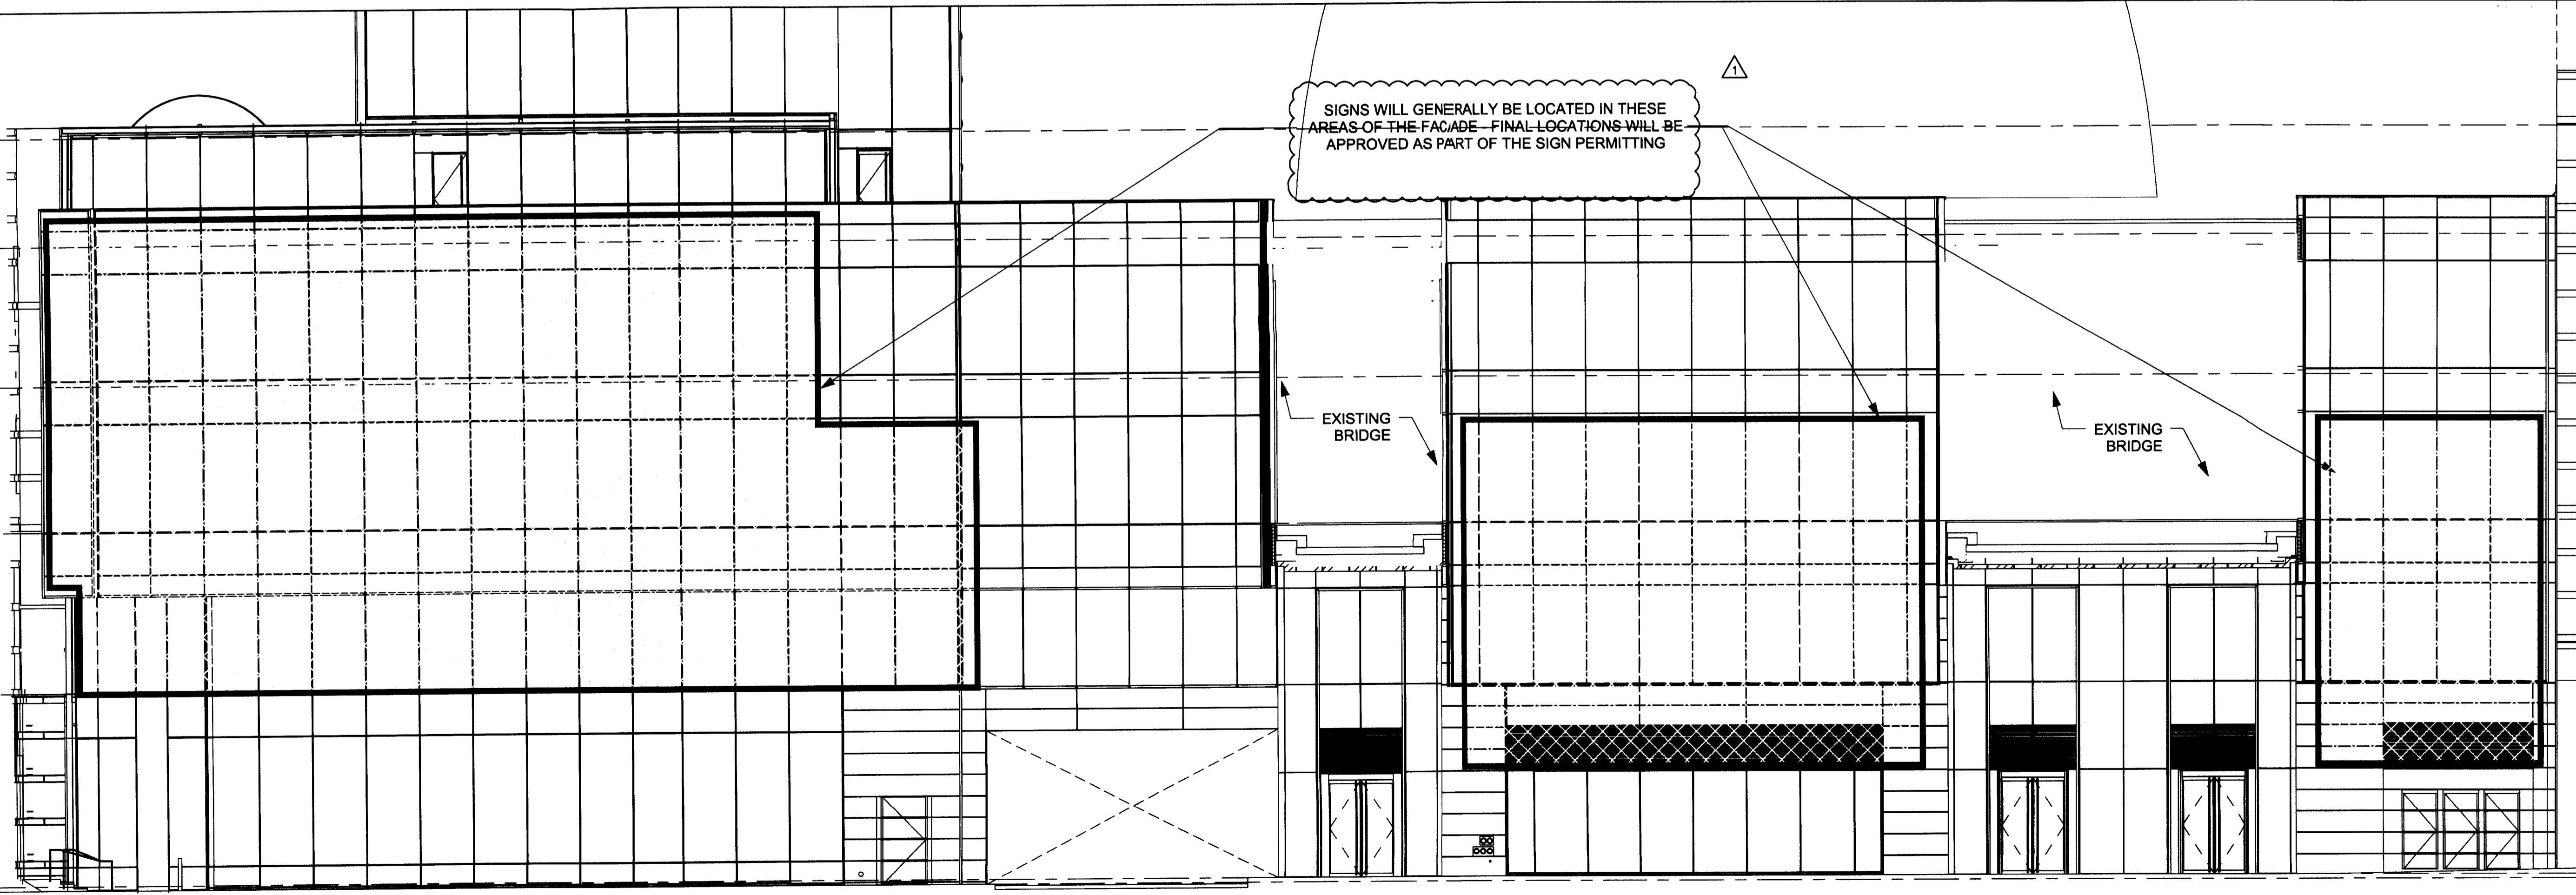 1
SIGNS WILL GENERALLY BE LOCATED IN THESE
AREAS OF THE FACADE - FINAL LOCATIONS WILL BE
APPROVED AS PART OF THE SIGN PERMITTING
EXISTING
BRIDGE
EXISTING
BRIDGE